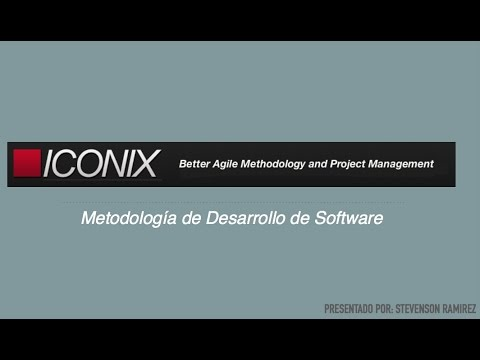 ICONIX Better Agile Methodology and Project Management
Metodología de Desarrollo de Software
PRESENTADO POR: STEVENSON RAMIREZ